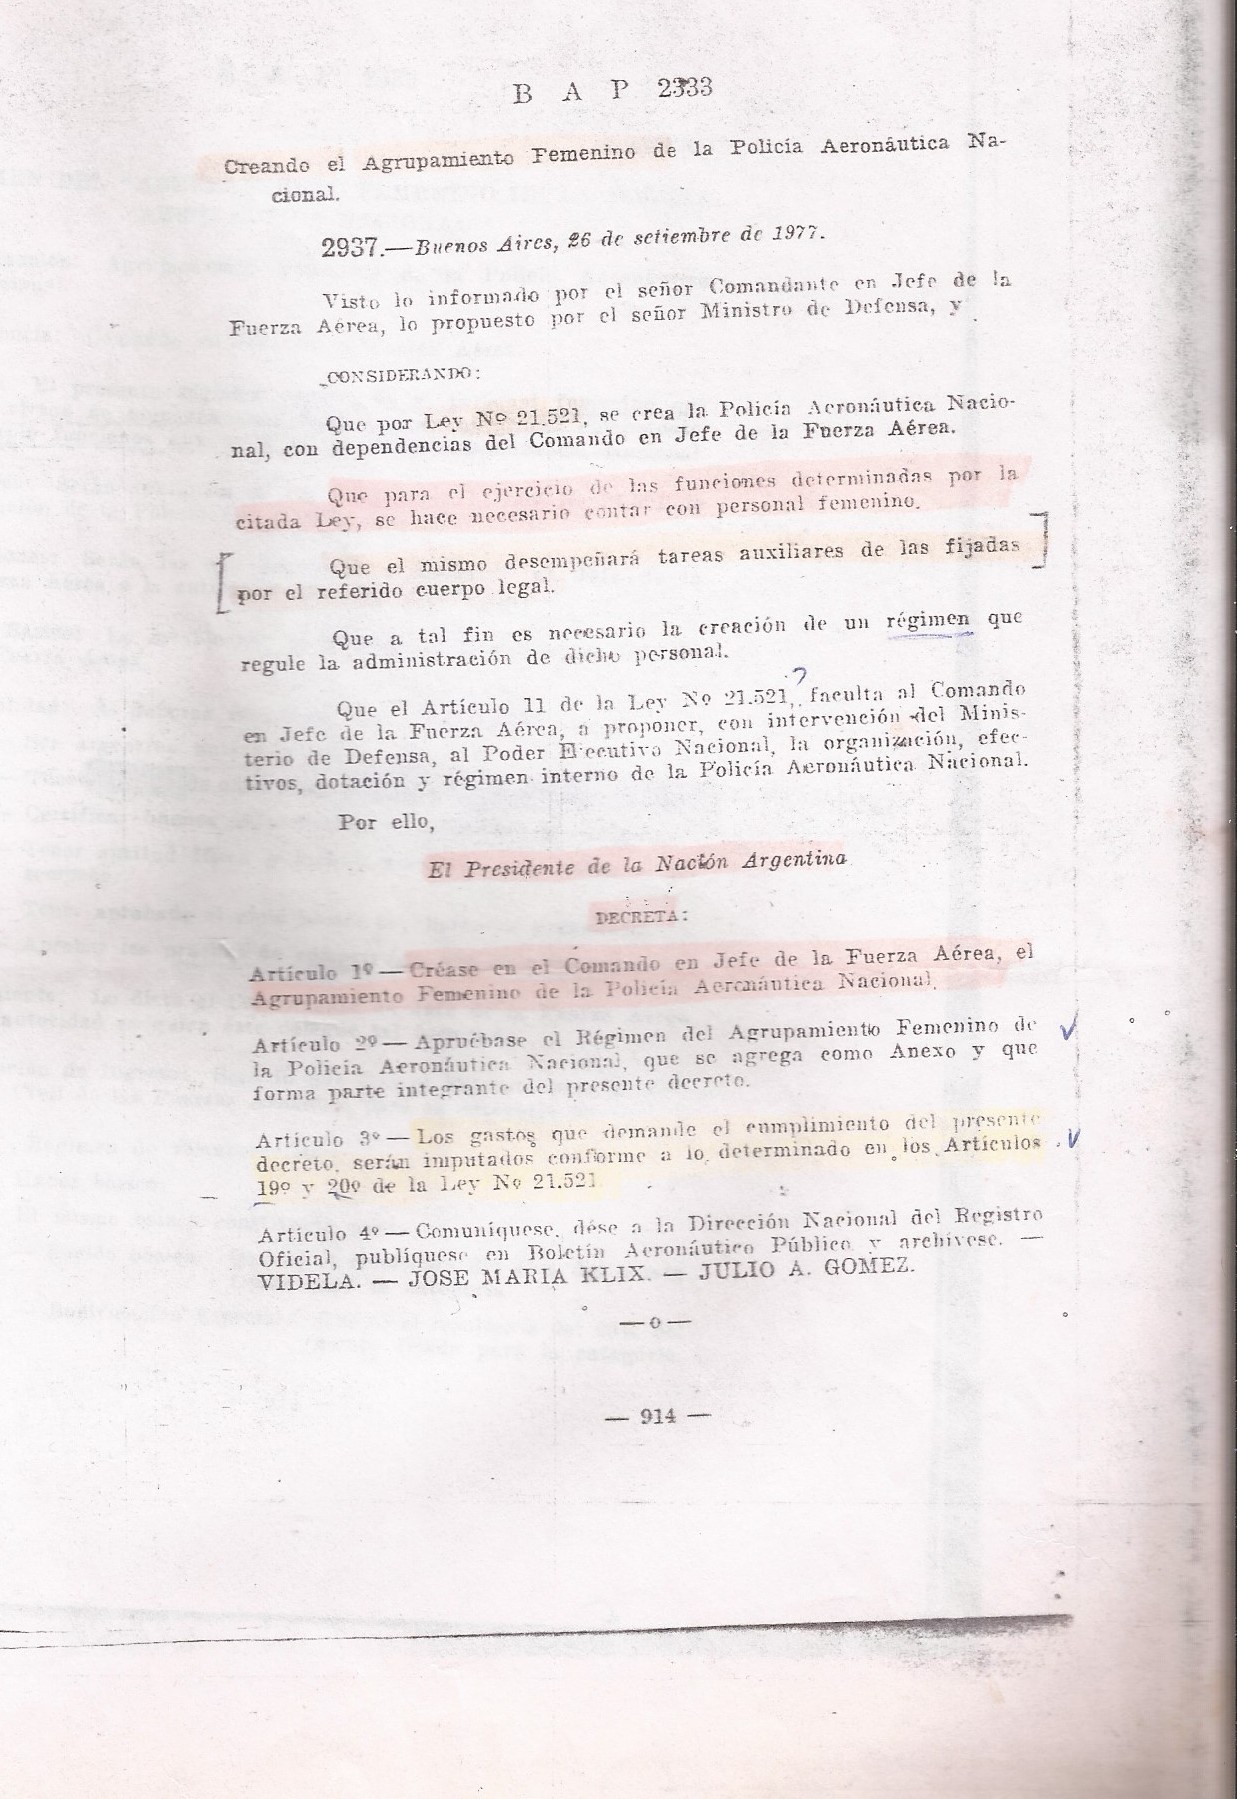 B A P 2333
Creando el Agrupamiento Femenino de la Policía Aeronáutica Na-
cional.
2937.—Buenos Aires, 26 de setiembre de 1977.
Visto lo informado por el señor Comandante en Jefe de la
Fuerza Aérea, lo propuesto por el señor Ministro de Defensa, y
CONSIDERANDO:
Que por Ley Nº 21.521, se crea la Policía Aeronáutica Nacio-
nal, con dependencias del Comando en Jefe de la Fuerza Aérea.
Que para el ejercicio de las funciones determinadas por la
citada Ley, se hace necesario contar con personal femenino.
Que el mismo desempeñará tareas auxiliares de las fijadas
por el referido cuerpo legal.
Que a tal fin es necesario la creación de un régimen que
regule la administración de dicho personal.
?
Que el Artículo 11 de la Ley Nº 21.521, faculta al Comando
en Jefe de la Fuerza Aérea, a proponer, con intervención del Minis-
terio de Defensa, al Poder Ejecutivo Nacional, la organización, efec-
tivos, dotación y régimen interno de la Policía Aeronáutica Nacional.
Por ello,
El Presidente de la Nación Argentina
DECRETA:
Artículo 1º — Créase en el Comando en Jefe de la Fuerza Aérea, el
Agrupamiento Femenino de la Policía Aeronáutica Nacional.
Artículo 2º — Apruébase el Régimen del Agrupamiento Femenino de
la Policía Aeronáutica Nacional, que se agrega como Anexo y que
forma parte integrante del presente decreto.
Artículo 3º — Los gastos que demande el cumplimiento del presente
decreto, serán imputados conforme a lo determinado en los Artículos
19º y 20º de la Ley Nº 21.521
Artículo 4º — Comuníquese, dése a la Dirección Nacional del Registro
Oficial, publíquese en Boletín Aeronáutico Público y archívese. —
VIDELA. — JOSE MARIA KLIX. — JULIO A. GOMEZ.
— o —
— 914 —